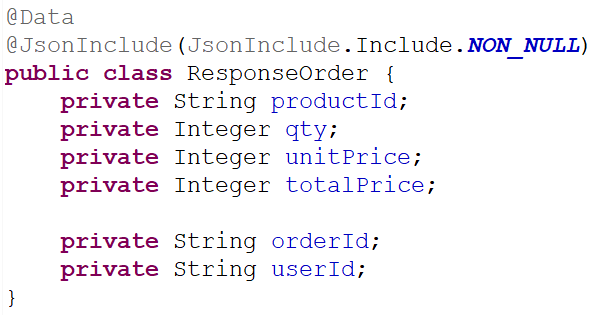 @Data
@JsonInclude(JsonInclude.Include.NON_NULL)
public class ResponseOrder {
    private String productId;
    private Integer qty;
    private Integer unitPrice;
    private Integer totalPrice;

    private String orderId;
    private String userId;
}